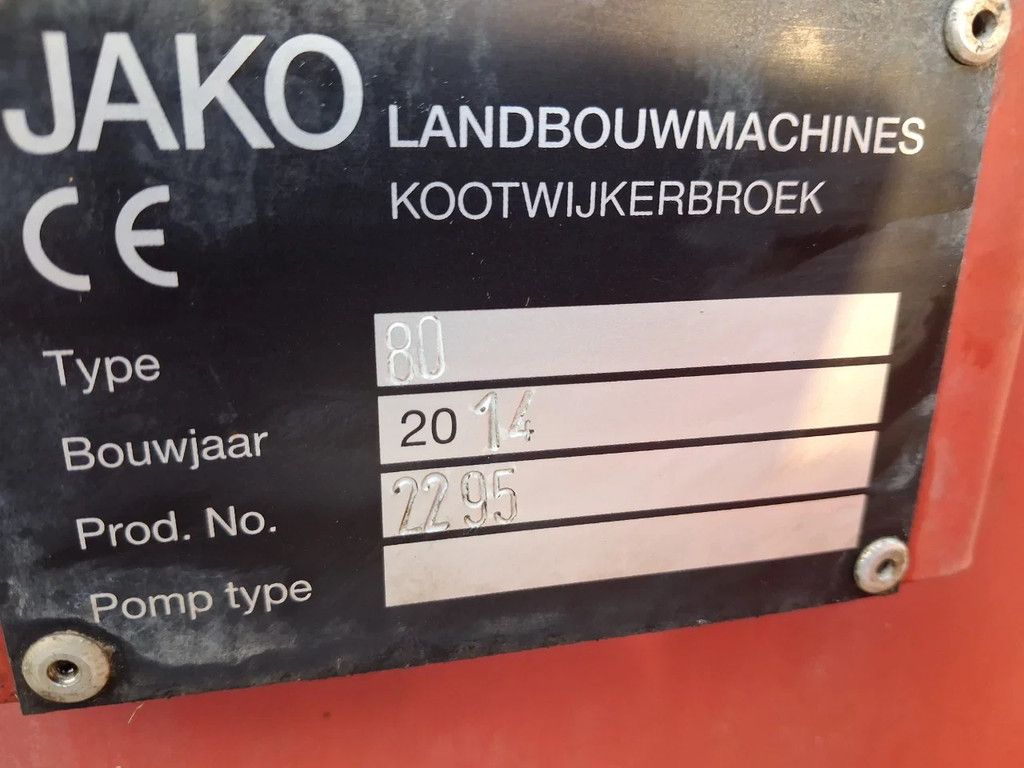 JAKO LANDBOUWMACHINES
CE KOOTWIJKERBROEK
Type 80
Bouwjaar 2014
Prod. No. 2295
Pomp type